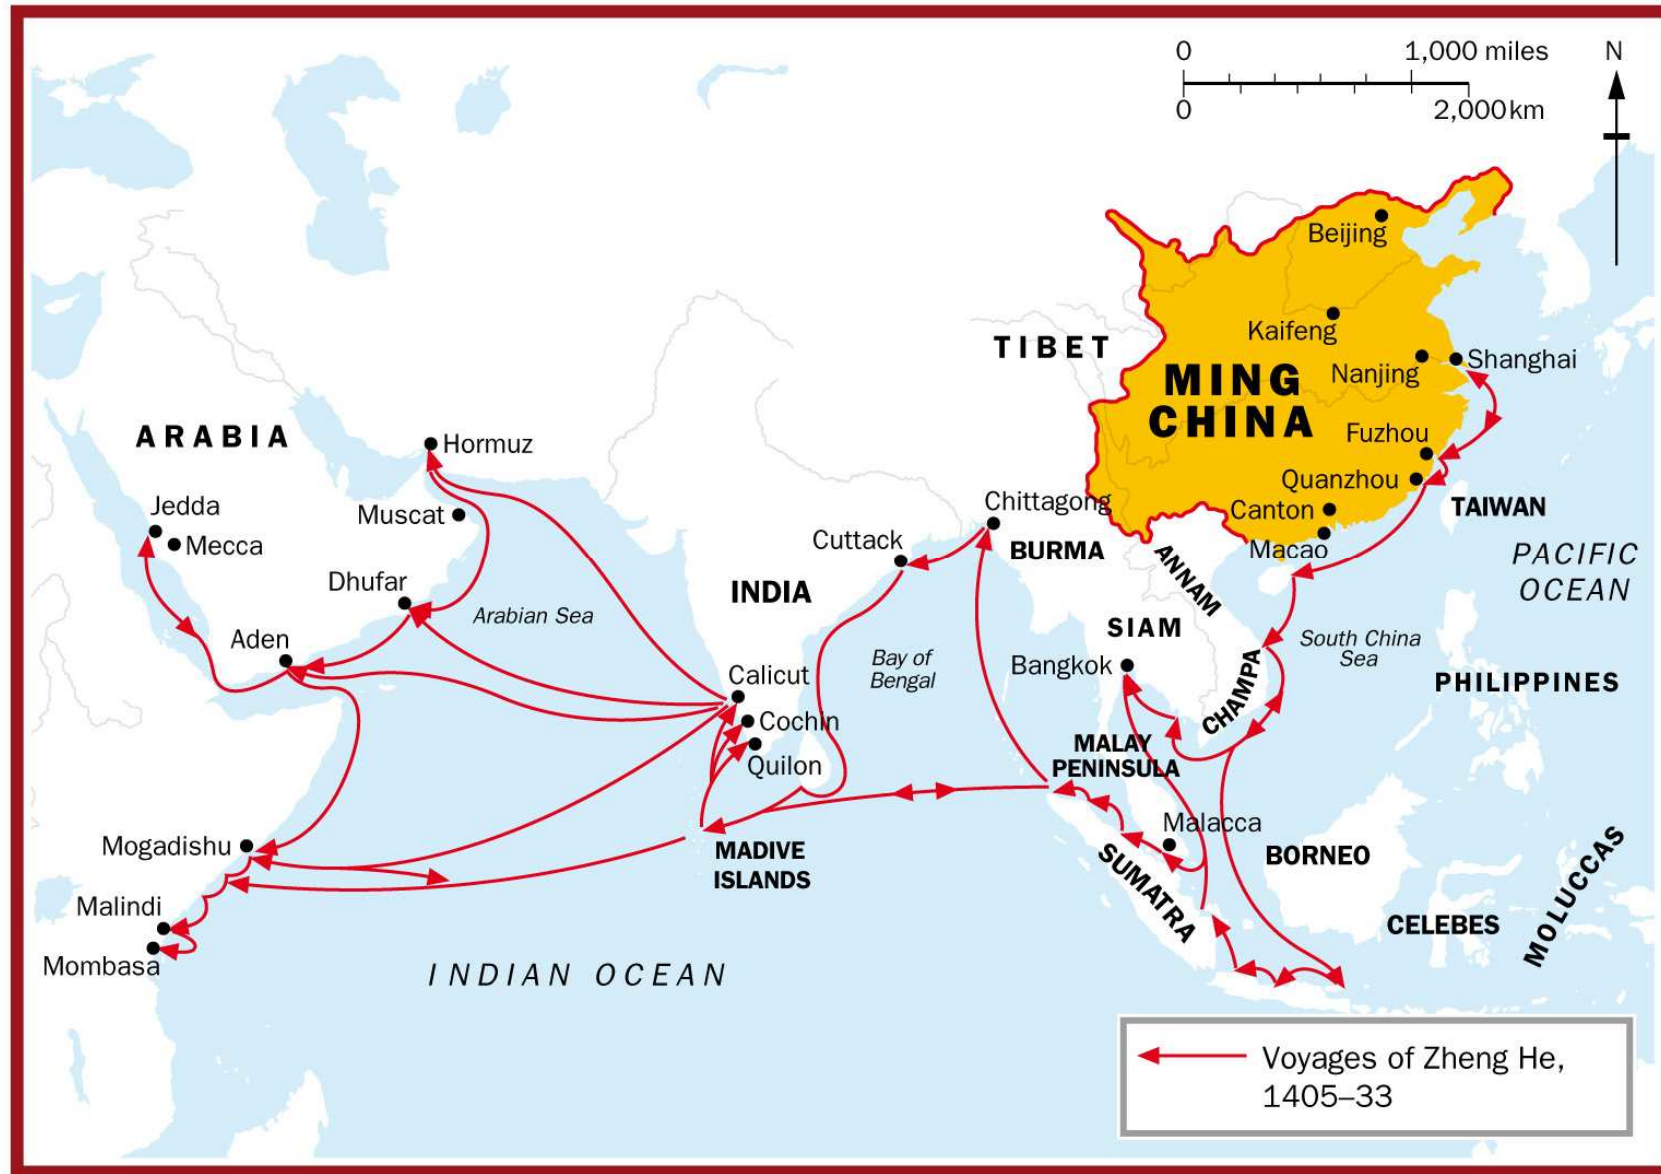 0 1,000 miles
0 2,000km
N
Beijing
Kaifeng
TIBET
MING
CHINA
Nanjing
Shanghai
Fuzhou
Quanzhou
Canton
Macao
TAIWAN
PACIFIC
OCEAN
ARABIA
Hormuz
Jedda
Mecca
Muscat
Dhufar
Aden
Arabian Sea
Chittagong
Cuttack
BURMA
INDIA
ANNAM
SIAM
Bangkok
Bay of
Bengal
South China
Sea
CHAMPA
PHILIPPINES
Calicut
Cochin
Quilon
MALAY
PENINSULA
Malacca
Mogadishu
Malindi
Mombasa
MADIVE
ISLANDS
SUMATRA
BORNEO
CELEBES
MOLUCCAS
INDIAN OCEAN
Voyages of Zheng He,
1405–33